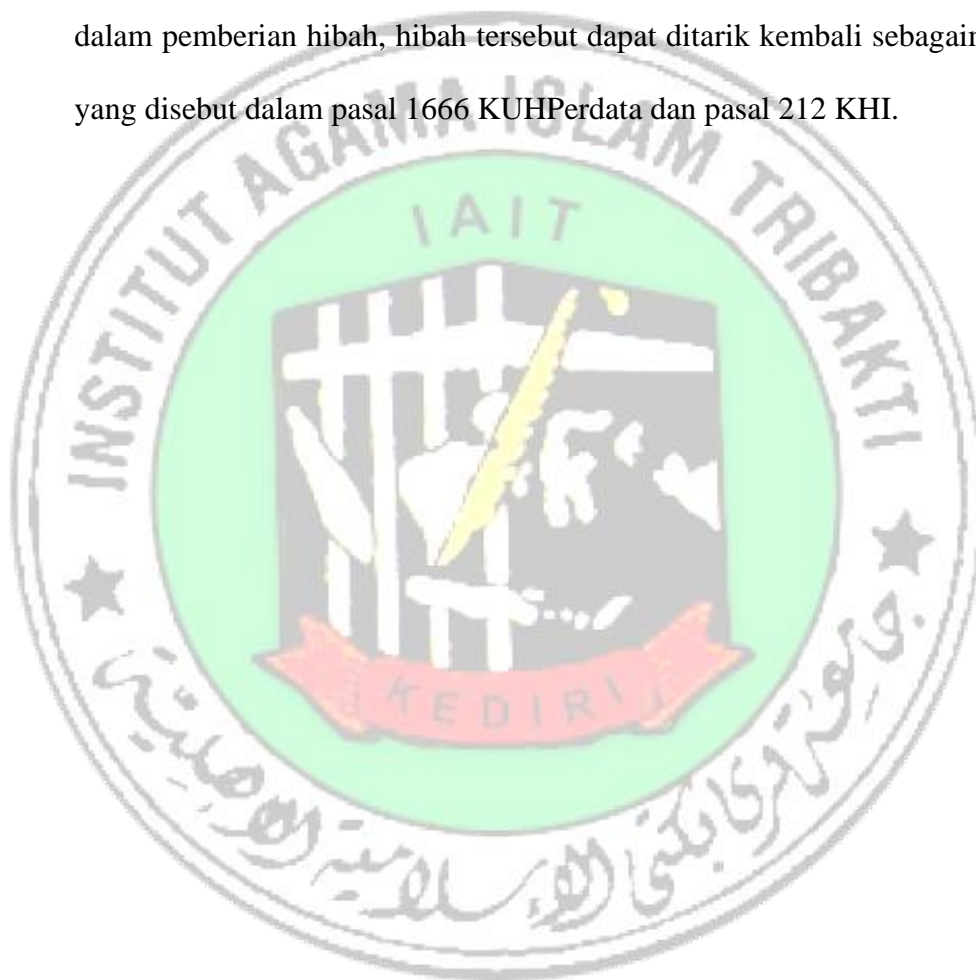 dalam pemberian hibah, hibah tersebut dapat ditarik kembali sebagain
yang disebut dalam pasal 1666 KUHPerdata dan pasal 212 KHI.
INSTITUT AGAMA ISLAM TRIBAKTI
IAIT
KEDIRI